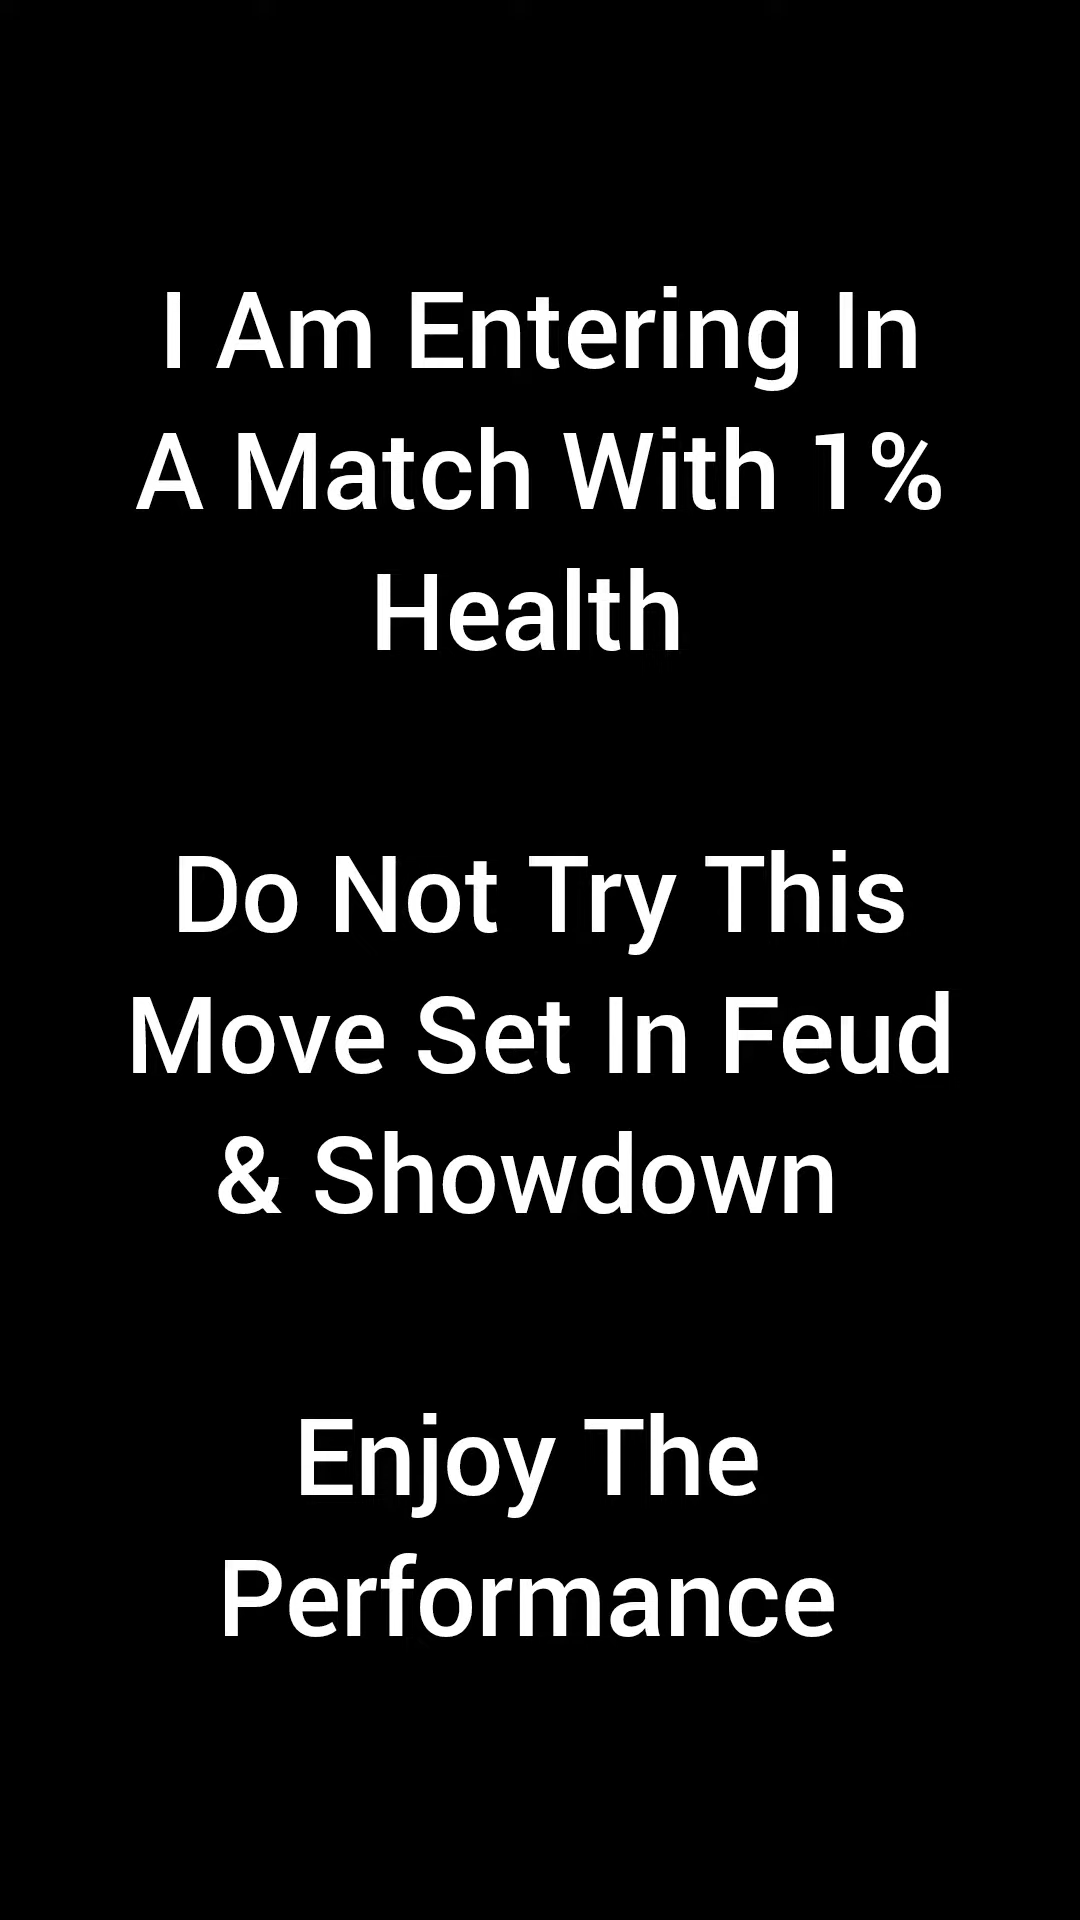 I Am Entering In
A Match With 1%
Health
Do Not Try This
Move Set In Feud
& Showdown
Enjoy The
Performance